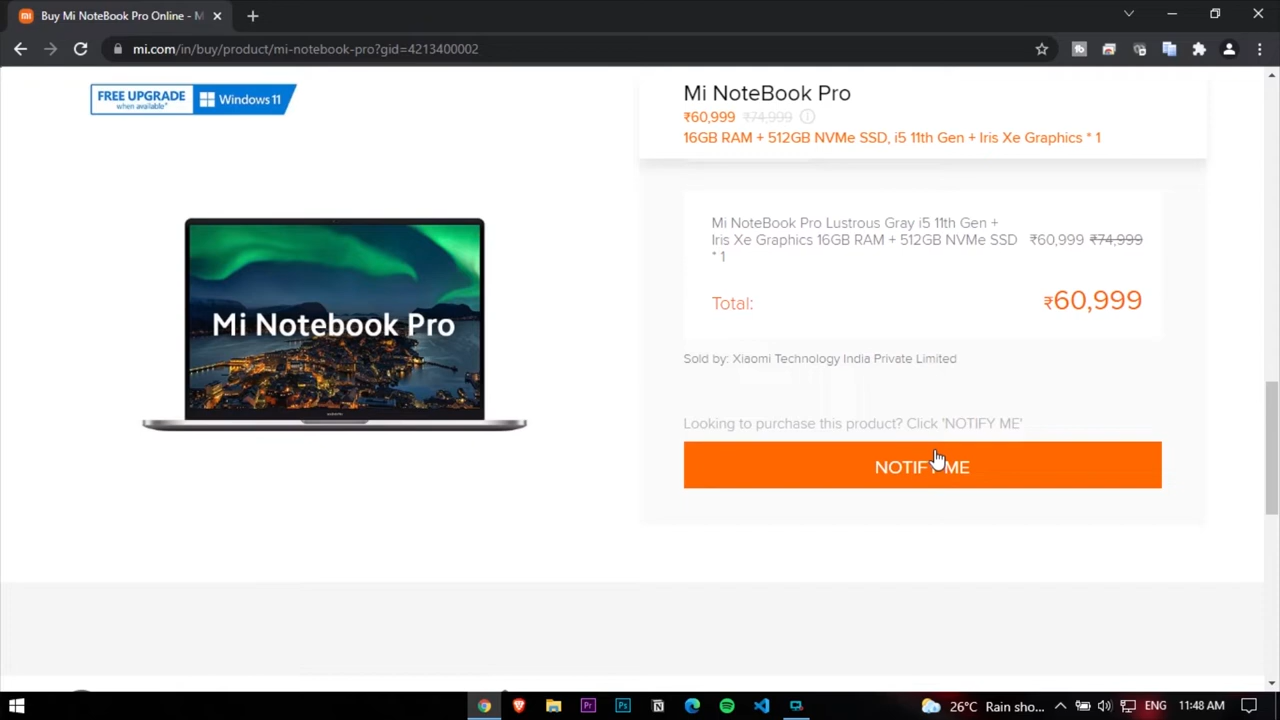 Buy Mi NoteBook Pro Online - M
mi.com/in/buy/product/mi-notebook-pro?gid=4213400002
FREE UPGRADE
when available*
Windows 11
Mi NoteBook Pro
₹60,999 ₹74,999
16GB RAM + 512GB NVMe SSD, i5 11th Gen + Iris Xe Graphics * 1
Mi NoteBook Pro Lustrous Gray i5 11th Gen +
Iris Xe Graphics 16GB RAM + 512GB NVMe SSD ₹60,999 ₹74,999
* 1
Total: ₹60,999
Mi Notebook Pro
Sold by: Xiaomi Technology India Private Limited
Looking to purchase this product? Click 'NOTIFY ME'
NOTIFY ME
Pr Ps N 26°C Rain sho... ENG 11:48 AM